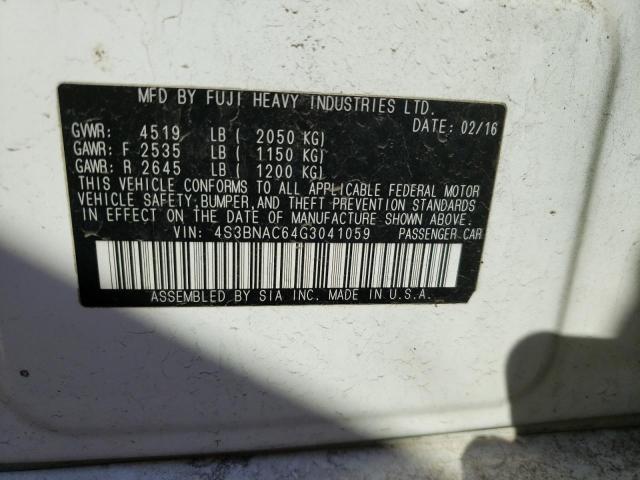 MFD BY FUJI HEAVY INDUSTRIES LTD.
DATE: 02/16
GVWR: 4519 LB ( 2050 KG)
GAWR: F 2535 LB ( 1150 KG)
GAWR: R 2645 LB ( 1200 KG)
THIS VEHICLE CONFORMS TO ALL APPLICABLE FEDERAL MOTOR
VEHICLE SAFETY, BUMPER, AND THEFT PREVENTION STANDARDS
IN EFFECT ON THE DATE OF MANUFACTURE SHOWN ABOVE.
VIN: 4S3BNAC64G3041059 PASSENGER CAR
ASSEMBLED BY SIA INC. MADE IN U.S.A.